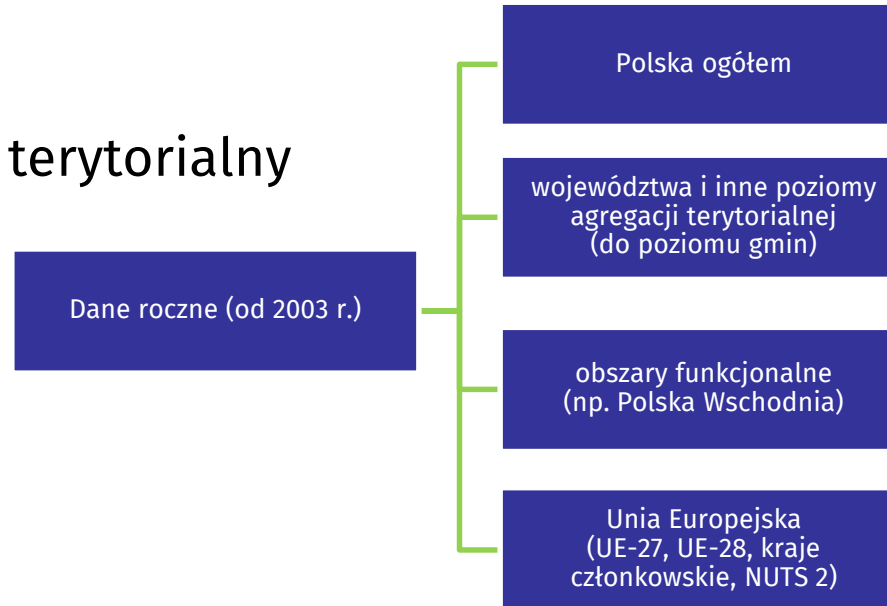 terytorialny
Dane roczne (od 2003 r.)
Polska ogółem
województwa i inne poziomy
agregacji terytorialnej
(do poziomu gmin)
obszary funkcjonalne
(np. Polska Wschodnia)
Unia Europejska
(UE-27, UE-28, kraje
członkowskie, NUTS 2)